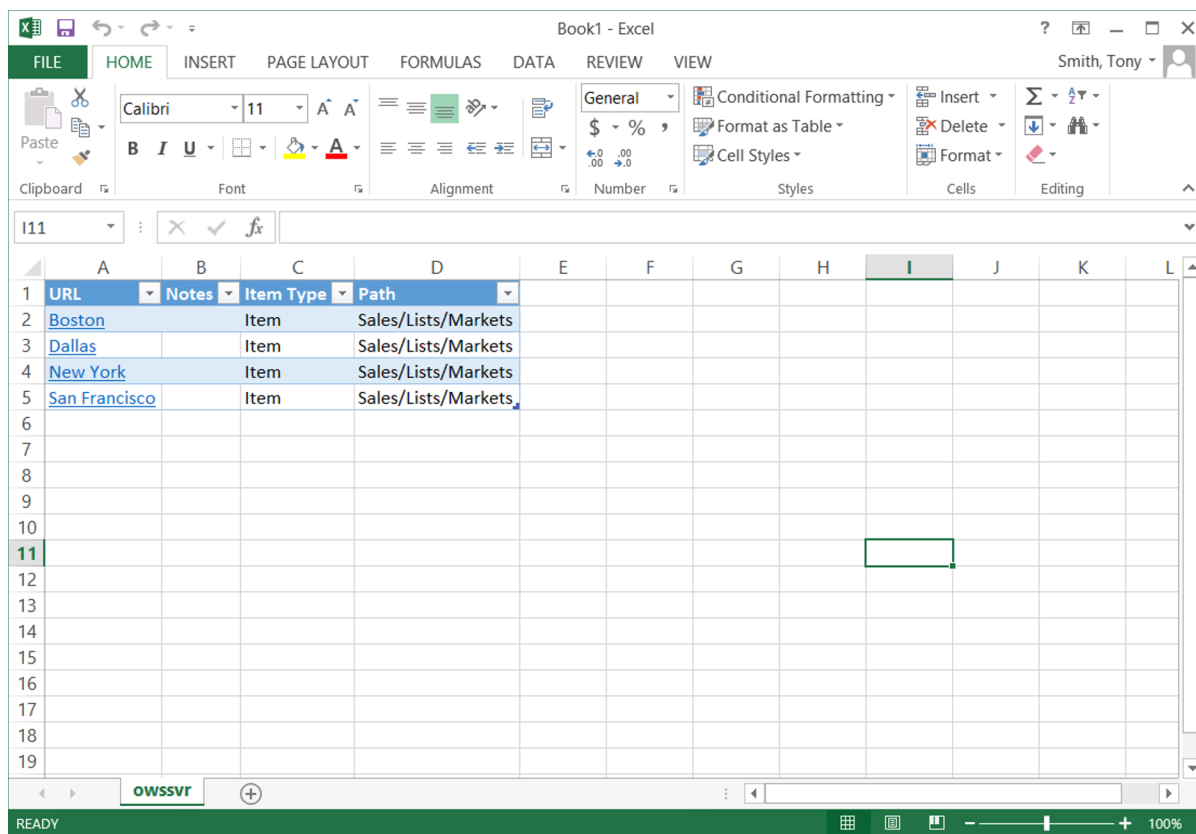 Book1 - Excel ?
FILE HOME INSERT PAGE LAYOUT FORMULAS DATA REVIEW VIEW Smith, Tony
Calibri 11 A A General Conditional Formatting Insert Σ
$ % , Format as Table Delete
Paste B I U A .00 .00 Cell Styles Format
Clipboard Font Alignment Number Styles Cells Editing
I11 fx
A B C D E F G H I J K L
1 URL Notes Item Type Path
2 Boston Item Sales/Lists/Markets
3 Dallas Item Sales/Lists/Markets
4 New York Item Sales/Lists/Markets
5 San Francisco Item Sales/Lists/Markets
6
7
8
9
10
11
12
13
14
15
16
17
18
19
owssvr
READY 100%